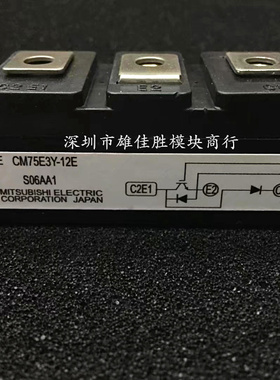 E2
深圳市雄佳胜模块商行
E CM75E3Y-12E
S06AA1
MITSUBISHI ELECTRIC
CORPORATION JAPAN
C2E1
E2